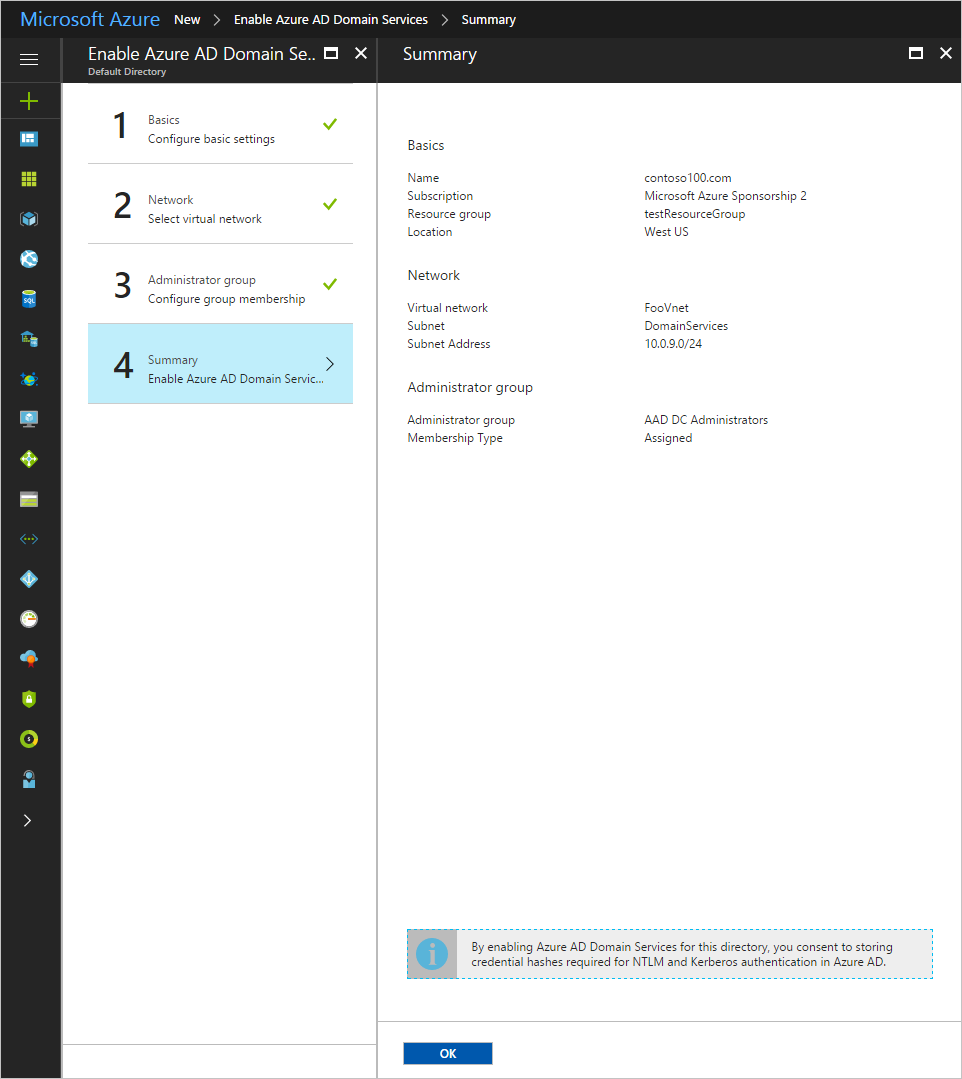 Microsoft Azure New > Enable Azure AD Domain Services > Summary
Enable Azure AD Domain Se..
Default Directory
1
Basics
Configure basic settings
2
Network
Select virtual network
3
Administrator group
Configure group membership
4
Summary
Enable Azure AD Domain Servic...
Summary
Basics
Name contoso100.com
Subscription Microsoft Azure Sponsorship 2
Resource group testResourceGroup
Location West US
Network
Virtual network FooVnet
Subnet DomainServices
Subnet Address 10.0.9.0/24
Administrator group
Administrator group AAD DC Administrators
Membership Type Assigned
By enabling Azure AD Domain Services for this directory, you consent to storing
credential hashes required for NTLM and Kerberos authentication in Azure AD.
OK
SQL